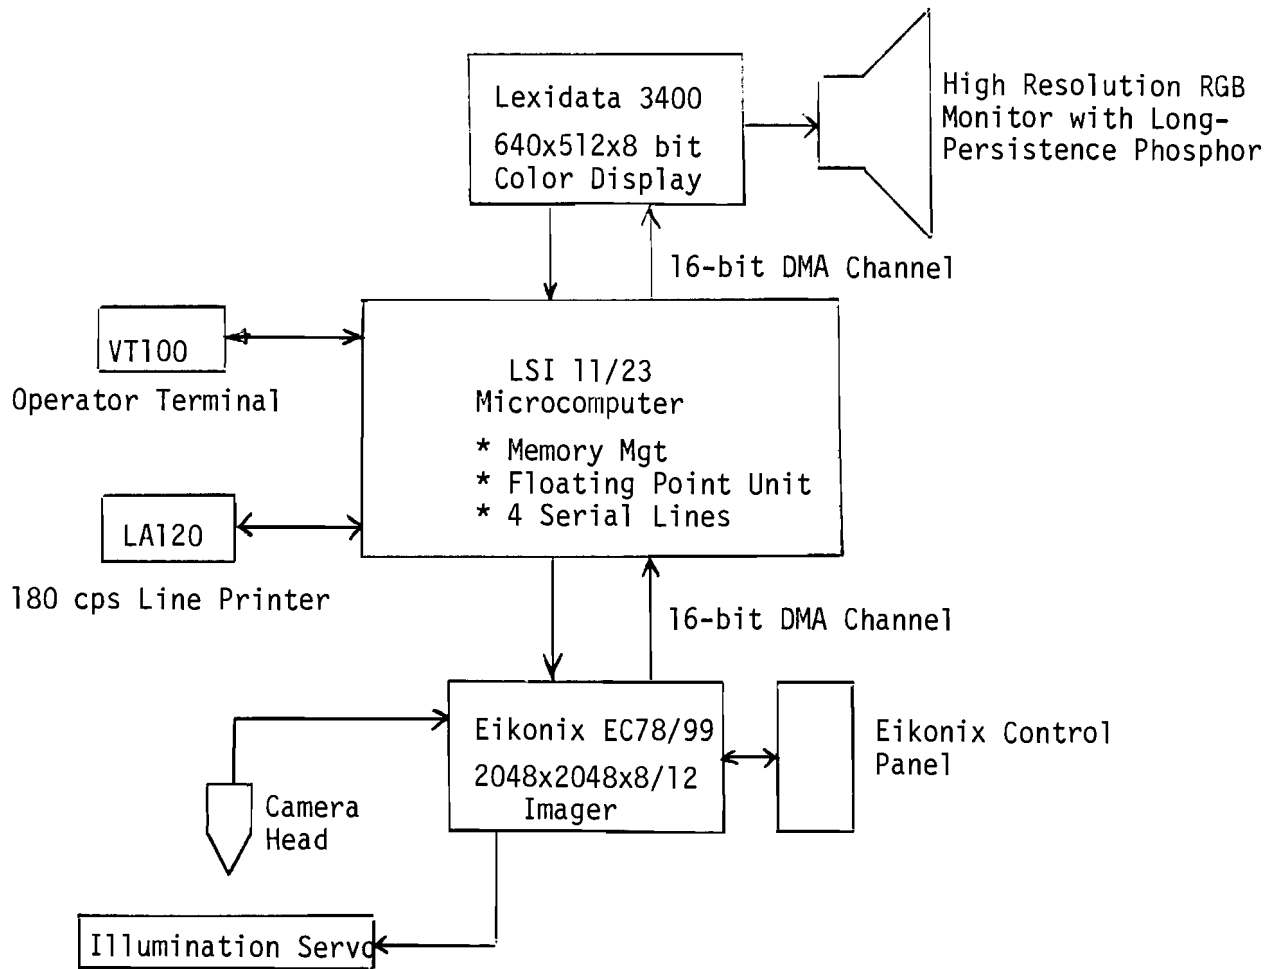 Lexidata 3400
640x512x8 bit
Color Display
High Resolution RGB
Monitor with Long-
Persistence Phosphor
16-bit DMA Channel
VT100
Operator Terminal
LSI 11/23
Microcomputer
* Memory Mgt
* Floating Point Unit
* 4 Serial Lines
LA120
180 cps Line Printer
16-bit DMA Channel
Eikonix EC78/99
2048x2048x8/12
Imager
Eikonix Control
Panel
Camera
Head
Illumination Servo